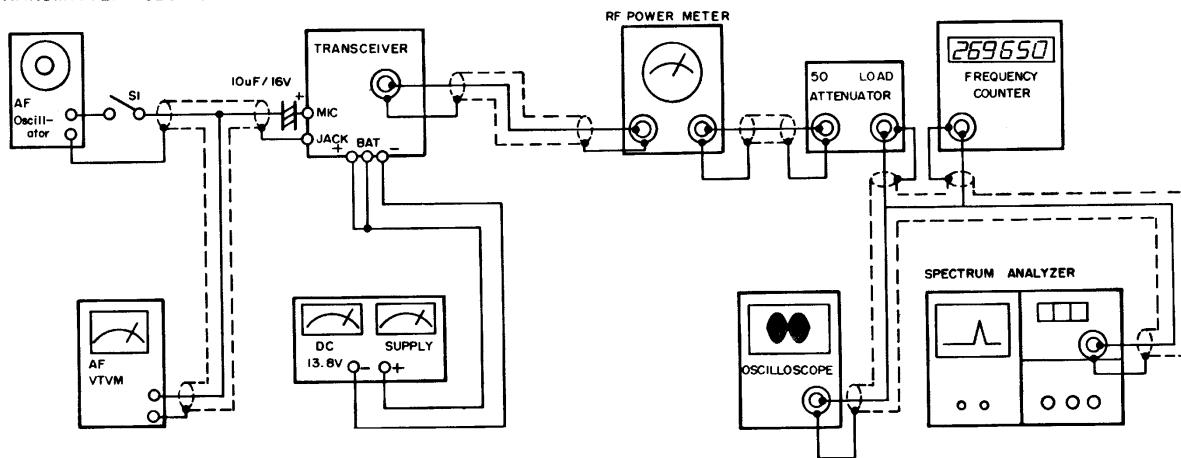 RF POWER METER
TRANSCEIVER
10uF/16V
+
MIC
JACK
+ BAT -
AF
Oscill-
ator
S1
50 LOAD
ATTENUATOR
269650
FREQUENCY
COUNTER
AF
VTVM
DC SUPPLY
13.8V - +
OSCILLOSCOPE
SPECTRUM ANALYZER